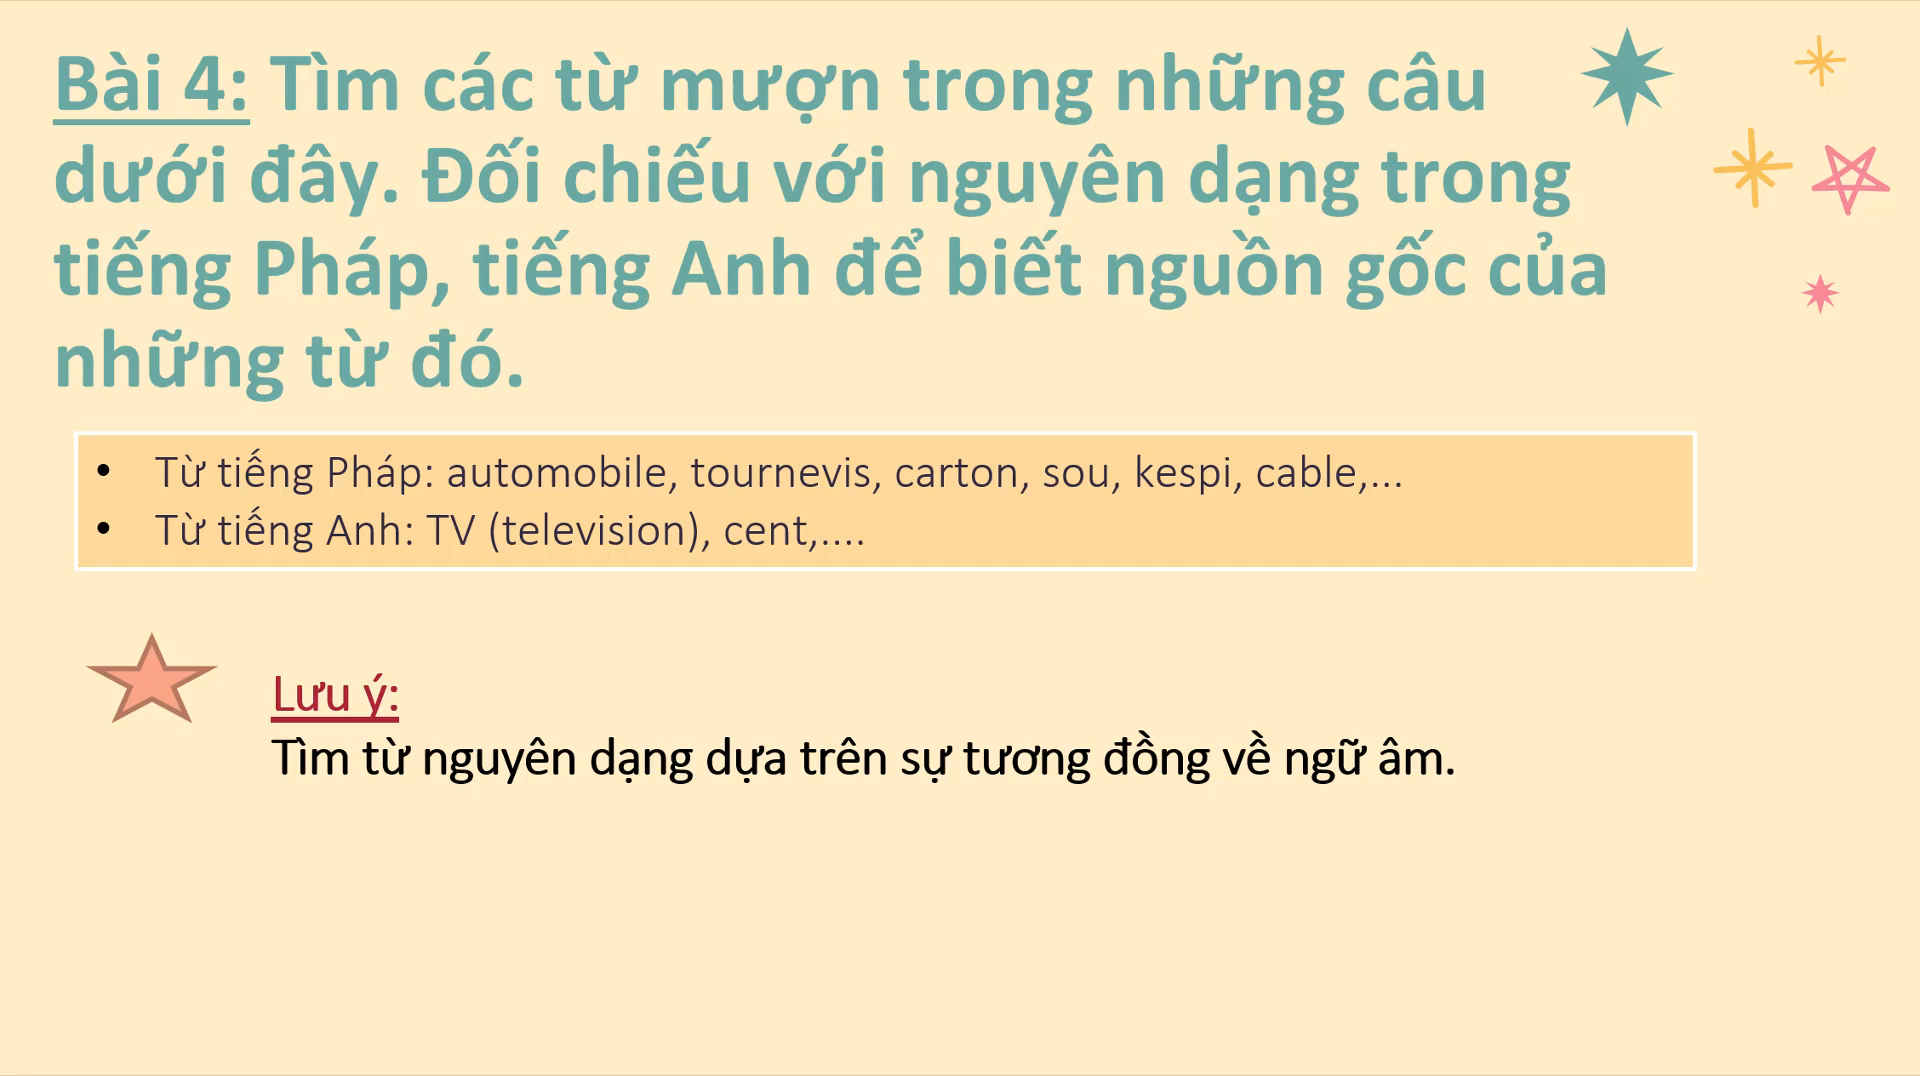 Bài 4: Tìm các từ mượn trong những câu
dưới đây. Đối chiếu với nguyên dạng trong
tiếng Pháp, tiếng Anh để biết nguồn gốc của
những từ đó.
• Từ tiếng Pháp: automobile, tournevis, carton, sou, kespi, cable,...
• Từ tiếng Anh: TV (television), cent,....
Lưu ý:
Tìm từ nguyên dạng dựa trên sự tương đồng về ngữ âm.